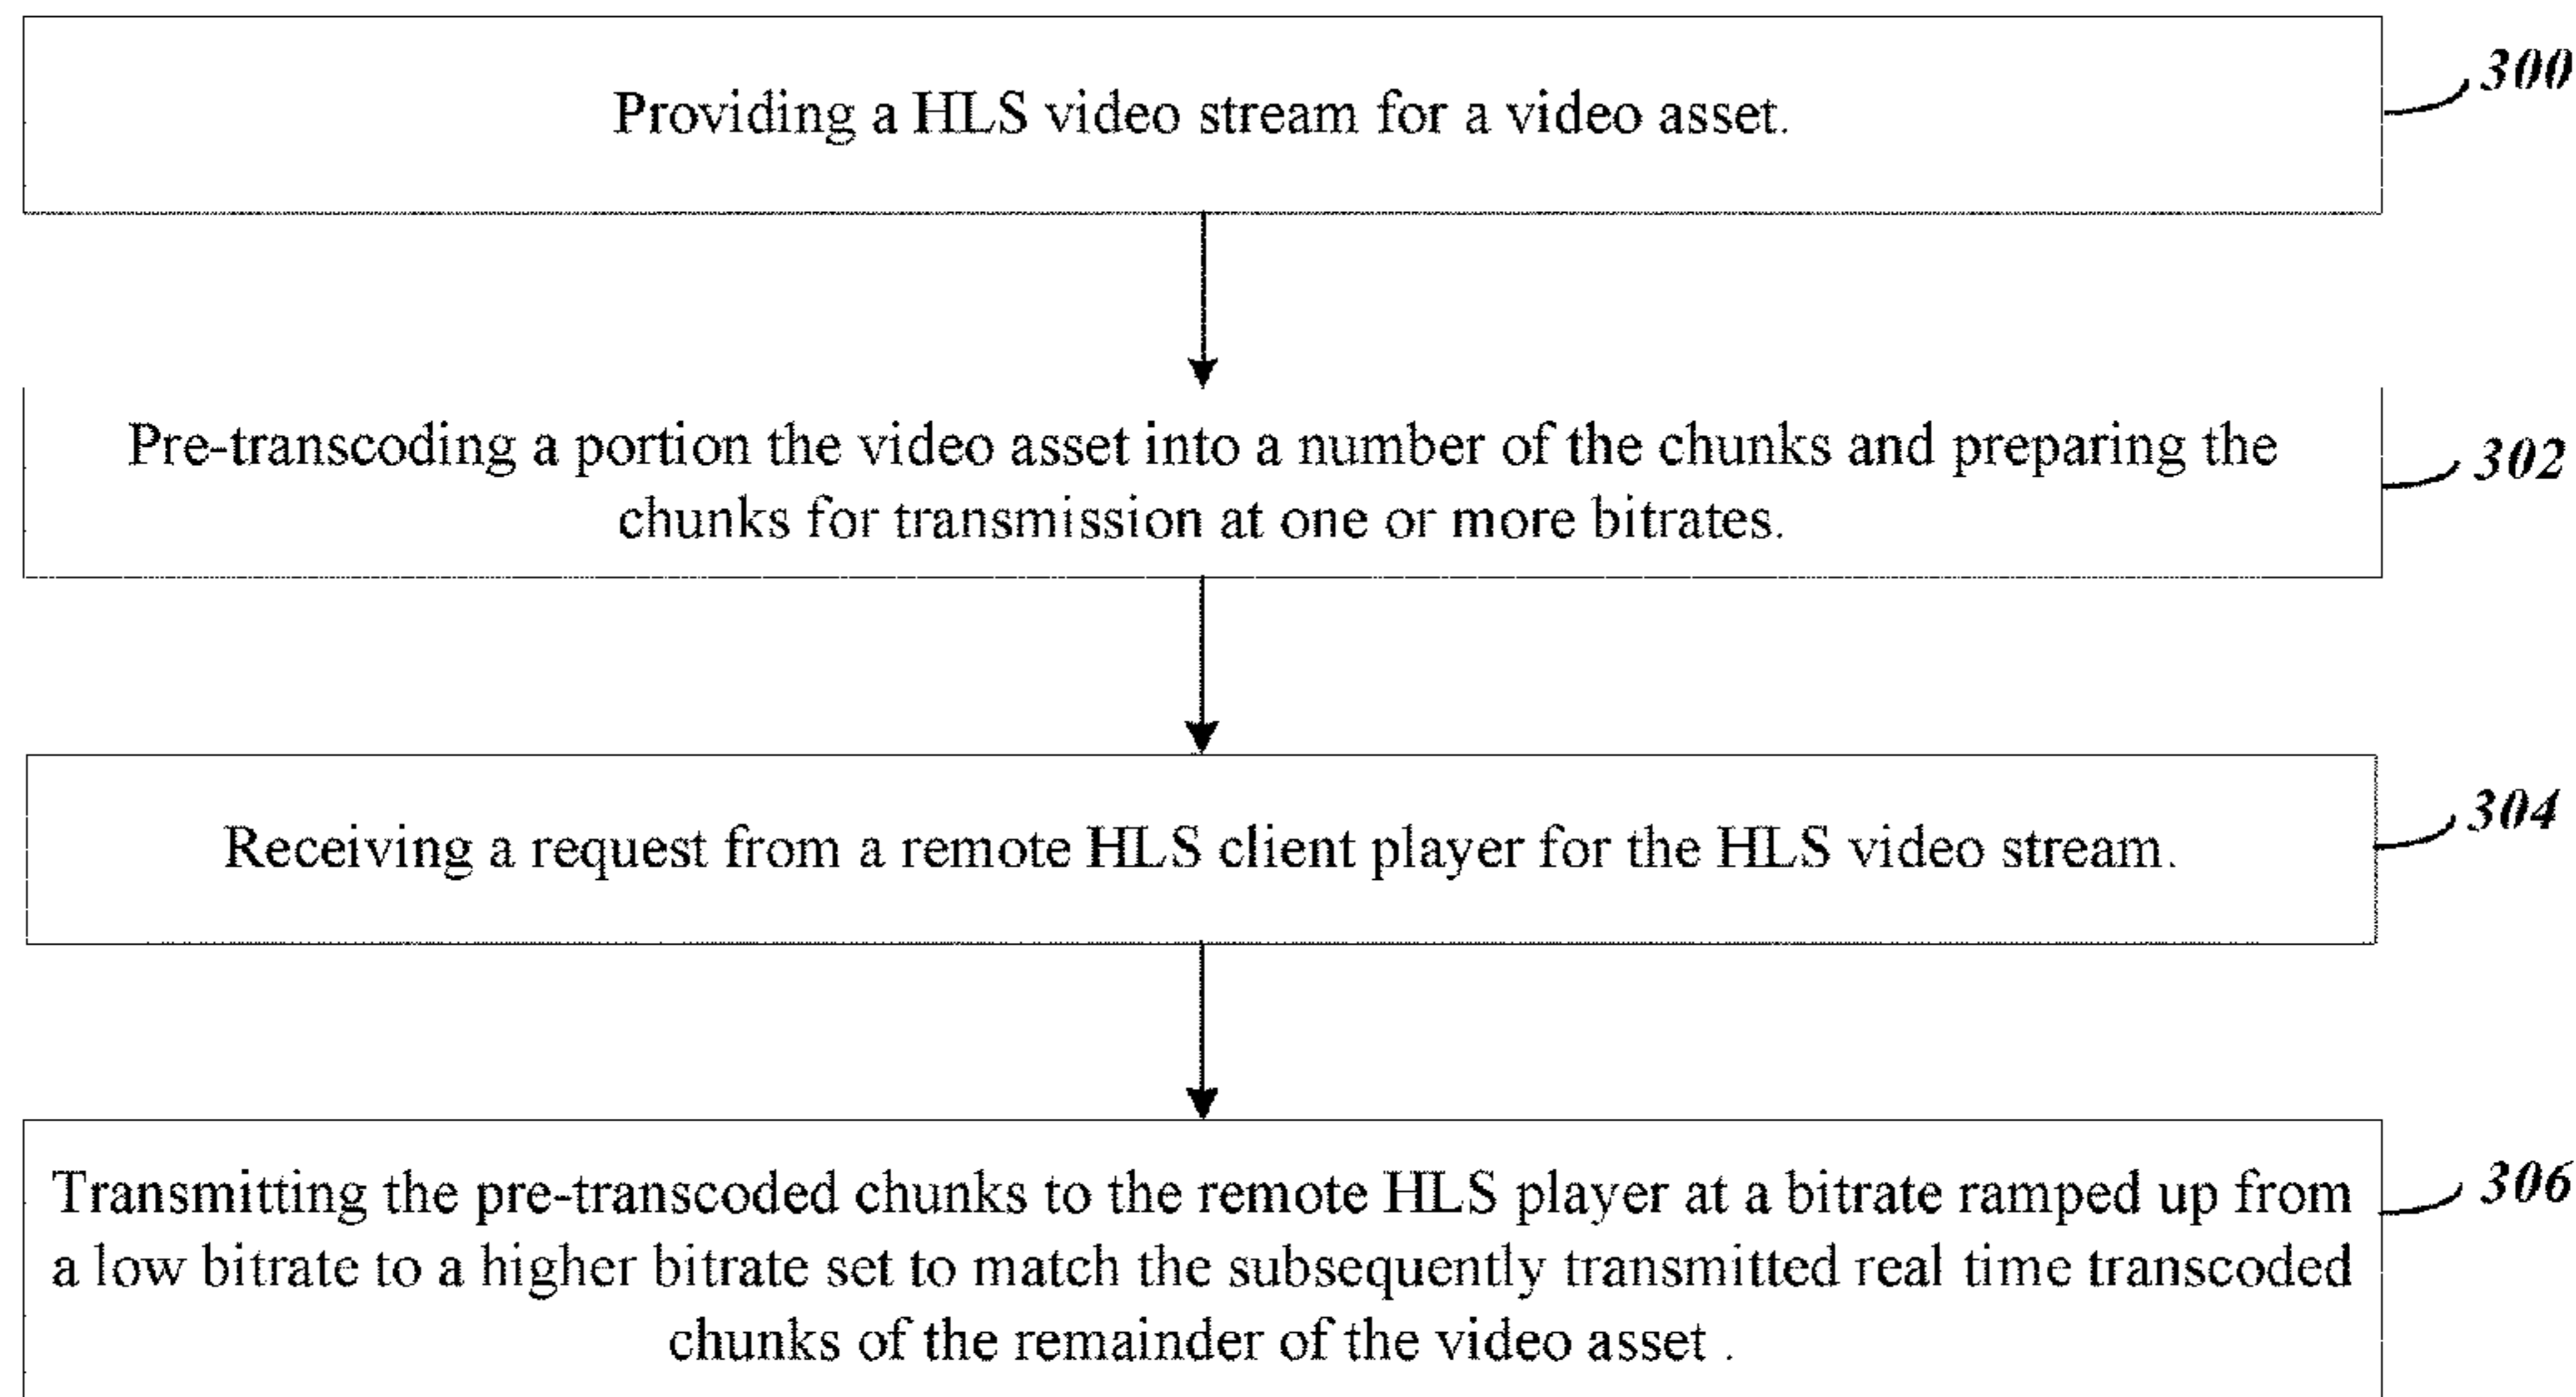 Providing a HLS video stream for a video asset.
300
Pre-transcoding a portion the video asset into a number of the chunks and preparing the
chunks for transmission at one or more bitrates.
302
Receiving a request from a remote HLS client player for the HLS video stream.
304
Transmitting the pre-transcoded chunks to the remote HLS player at a bitrate ramped up from
a low bitrate to a higher bitrate set to match the subsequently transmitted real time transcoded
chunks of the remainder of the video asset .
306